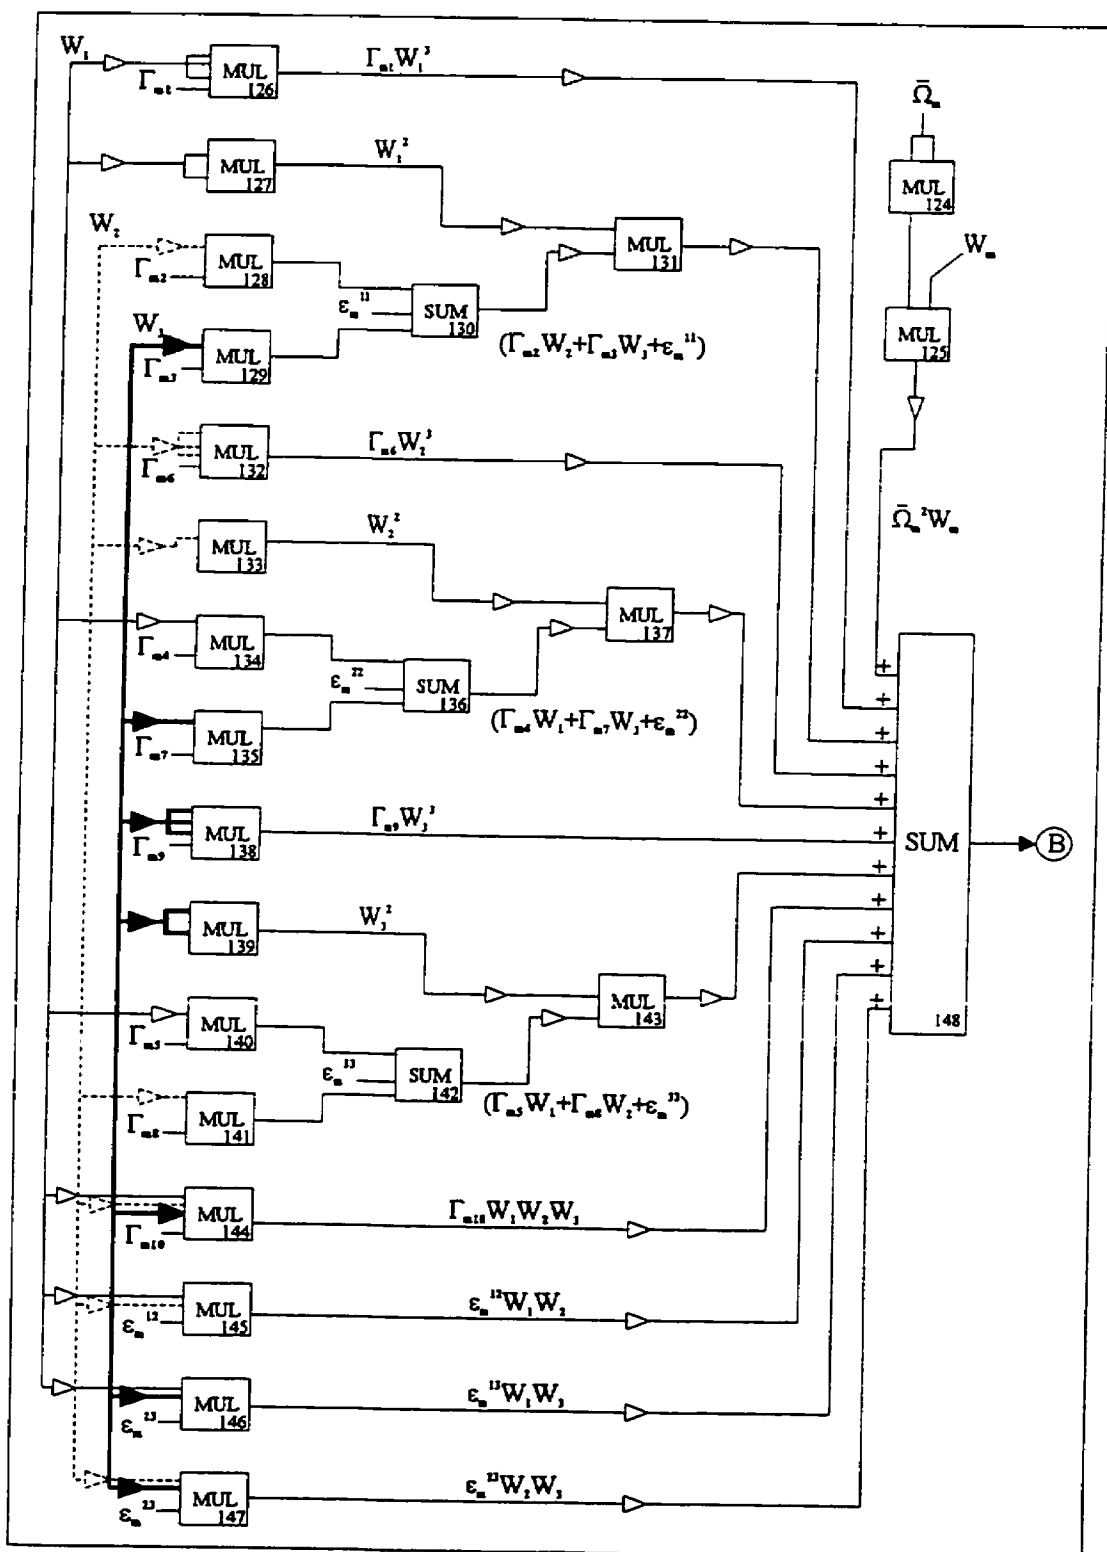 W₁
MUL
126
Γₘ₁
Γₘ₁W₁³
Ω̄ₘ
MUL
127
W₁²
MUL
124
W₂
MUL
128
Γₘ₂
MUL
131
Wₘ
εₘ¹¹
SUM
130
MUL
125
W₃
MUL
129
Γₘ₃
(Γₘ₂W₂+Γₘ₃W₃+εₘ¹¹)
MUL
132
Γₘ₆
Γₘ₆W₂³
MUL
133
W₂²
Ω̄ₘ²Wₘ
MUL
134
Γₘ₄
MUL
137
εₘ²²
SUM
136
MUL
135
Γₘ₇
(Γₘ₄W₁+Γₘ₇W₃+εₘ²²)
+
+
+
+
+
+
+
+
+
+
+
SUM
148
B
MUL
138
Γₘ₉
Γₘ₉W₃³
MUL
139
W₃²
MUL
140
Γₘ₅
MUL
143
εₘ³³
SUM
142
MUL
141
Γₘ₈
(Γₘ₅W₁+Γₘ₈W₂+εₘ³³)
MUL
144
Γₘ₁₀
Γₘ₁₀W₁W₂W₃
MUL
145
εₘ¹²
εₘ¹²W₁W₂
MUL
146
εₘ¹³W₁W₃
MUL
147
εₘ²³
εₘ²³W₂W₃